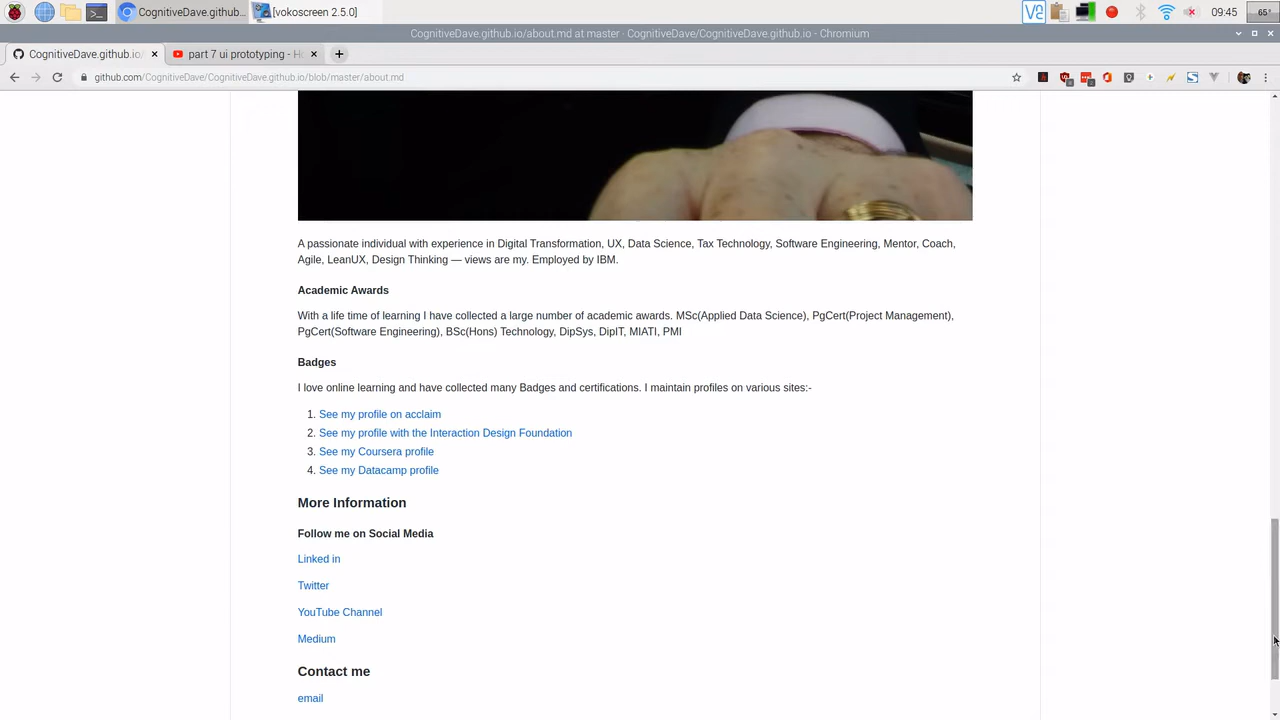 CognitiveDave.github...
[vokoscreen 2.5.0]
09:45
65°
CognitiveDave.github.io/about.md at master · CognitiveDave/CognitiveDave.github.io - Chromium
CognitiveDave.github.io/
part 7 ui prototyping - Ho
github.com/CognitiveDave/CognitiveDave.github.io/blob/master/about.md
A passionate individual with experience in Digital Transformation, UX, Data Science, Tax Technology, Software Engineering, Mentor, Coach,
Agile, LeanUX, Design Thinking — views are my. Employed by IBM.
Academic Awards
With a life time of learning I have collected a large number of academic awards. MSc(Applied Data Science), PgCert(Project Management),
PgCert(Software Engineering), BSc(Hons) Technology, DipSys, DipIT, MIATI, PMI
Badges
I love online learning and have collected many Badges and certifications. I maintain profiles on various sites:-
1. See my profile on acclaim
2. See my profile with the Interaction Design Foundation
3. See my Coursera profile
4. See my Datacamp profile
More Information
Follow me on Social Media
Linked in
Twitter
YouTube Channel
Medium
Contact me
email